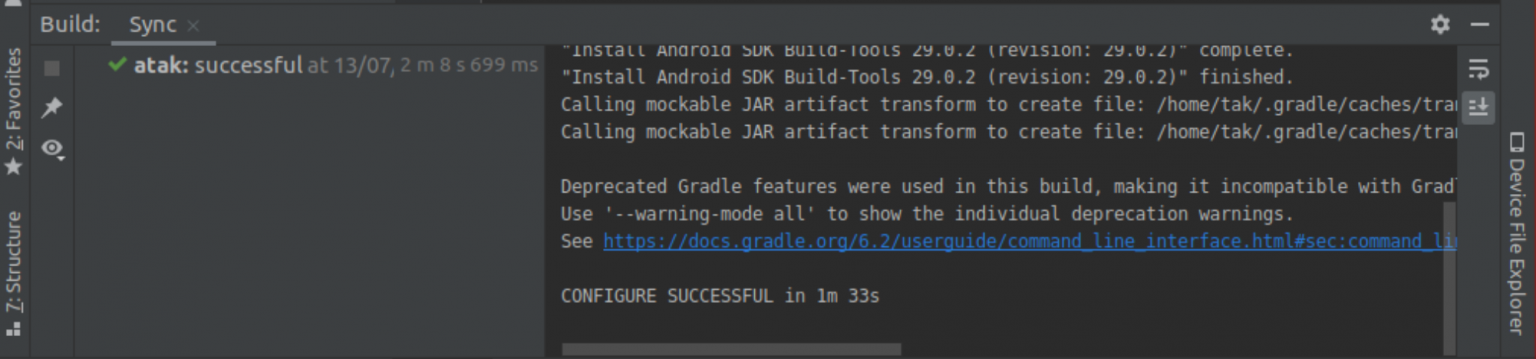 Build: Sync ×
2: Favorites
7: Structure
atak: successful at 13/07, 2 m 8 s 699 ms
"Install Android SDK Build-Tools 29.0.2 (revision: 29.0.2)" complete.
"Install Android SDK Build-Tools 29.0.2 (revision: 29.0.2)" finished.
Calling mockable JAR artifact transform to create file: /home/tak/.gradle/caches/tra
Calling mockable JAR artifact transform to create file: /home/tak/.gradle/caches/tra
Deprecated Gradle features were used in this build, making it incompatible with Grad
Use '--warning-mode all' to show the individual deprecation warnings.
See https://docs.gradle.org/6.2/userguide/command_line_interface.html#sec:command_li
CONFIGURE SUCCESSFUL in 1m 33s
Device File Explorer